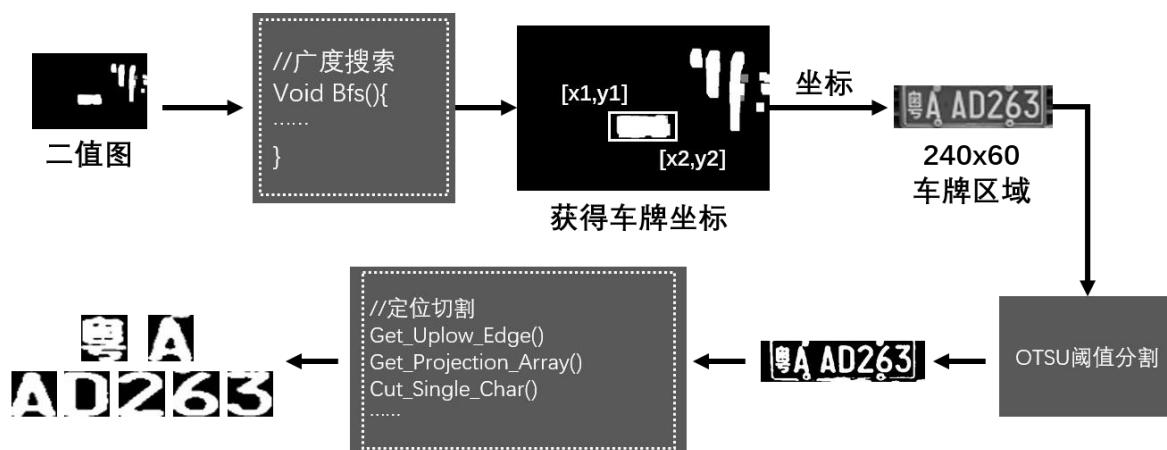 二值图
//广度搜索
Void Bfs(){
……
}
[x1,y1]
[x2,y2]
获得车牌坐标
坐标
粤A AD263
240x60
车牌区域
OTSU阈值分割
粤A AD263
//定位切割
Get_Uplow_Edge()
Get_Projection_Array()
Cut_Single_Char()
……
粤 A
A D 2 6 3